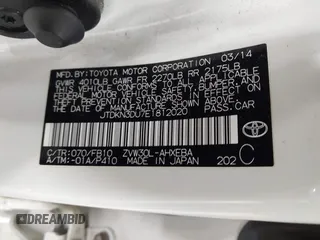 MFD. BY: TOYOTA MOTOR CORPORATION 03/14
GVWR 4010LB GAWR FR 2270LB RR 2175LB
THIS VEHICLE CONFORMS TO ALL APPLICABLE
FEDERAL MOTOR VEHICLE SAFETY, BUMPER, AND
THEFT PREVENTION STANDARDS IN EFFECT ON
THE DATE OF MANUFACTURE SHOWN ABOVE.
JTDKN3DU7E1812020 PASS.CAR
C/TR: 070/FB10 ZVW30L-AHXEBA
A/TM: -01A/P410 MADE IN JAPAN 202 C
TOYOTA
DREAMBID